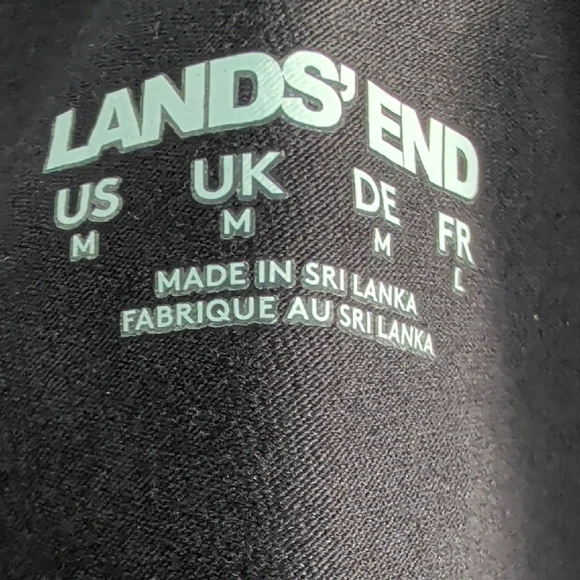 LANDS' END
US UK DE FR
M M M L
MADE IN SRI LANKA
FABRIQUE AU SRI LANKA